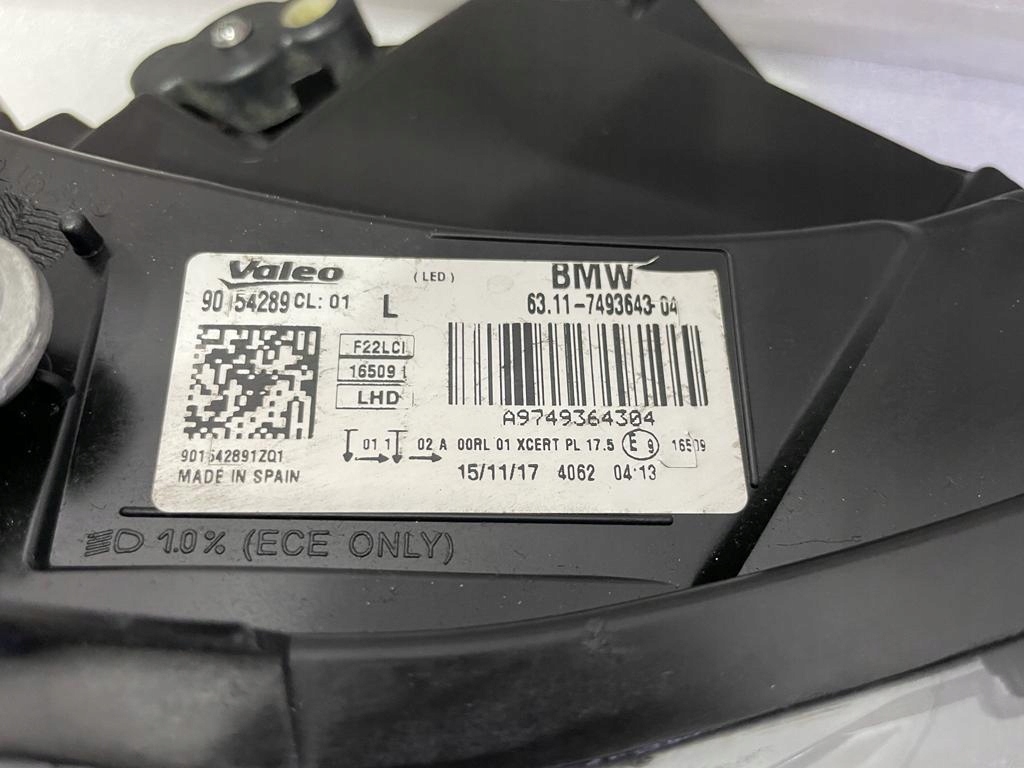 Valeo (LED) BMW
90154289 CL: 01 L 63.11-7493643-04
F22LCI
16509
LHD
A9749364304
01 1 02 A 00RL 01 XCERT PL 17.5 E 9 16509
901542891ZQ1
MADE IN SPAIN 15/11/17 4062 04:13
1.0% (ECE ONLY)